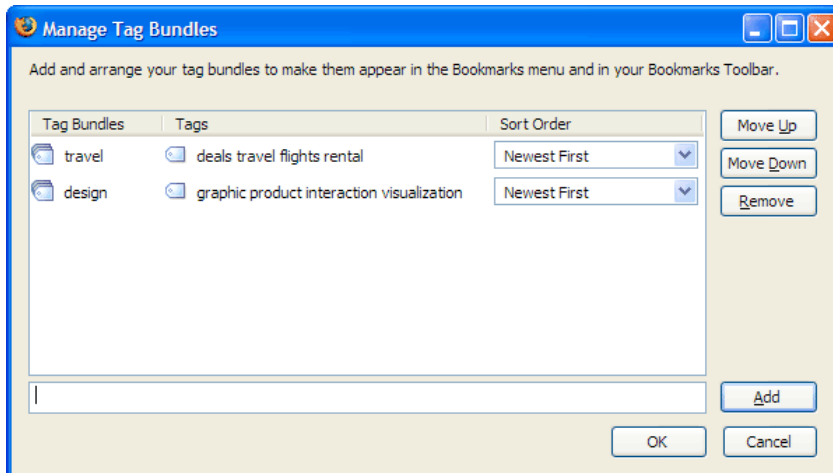 Manage Tag Bundles
Add and arrange your tag bundles to make them appear in the Bookmarks menu and in your Bookmarks Toolbar.
Tag Bundles Tags Sort Order
travel deals travel flights rental Newest First
design graphic product interaction visualization Newest First
Move Up
Move Down
Remove
Add
OK Cancel